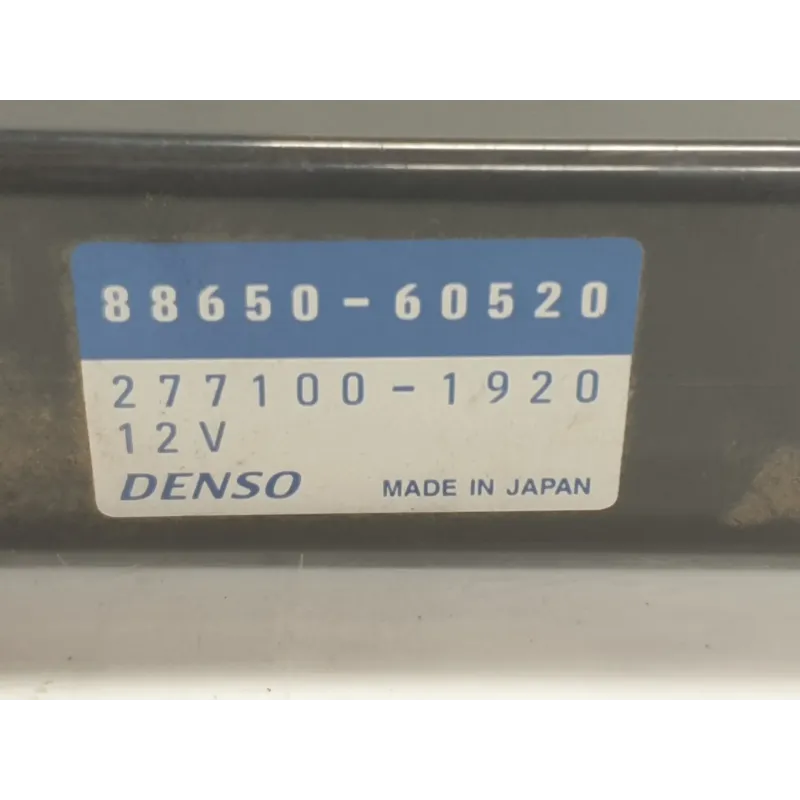 88650-60520
277100-1920
12V
DENSO MADE IN JAPAN